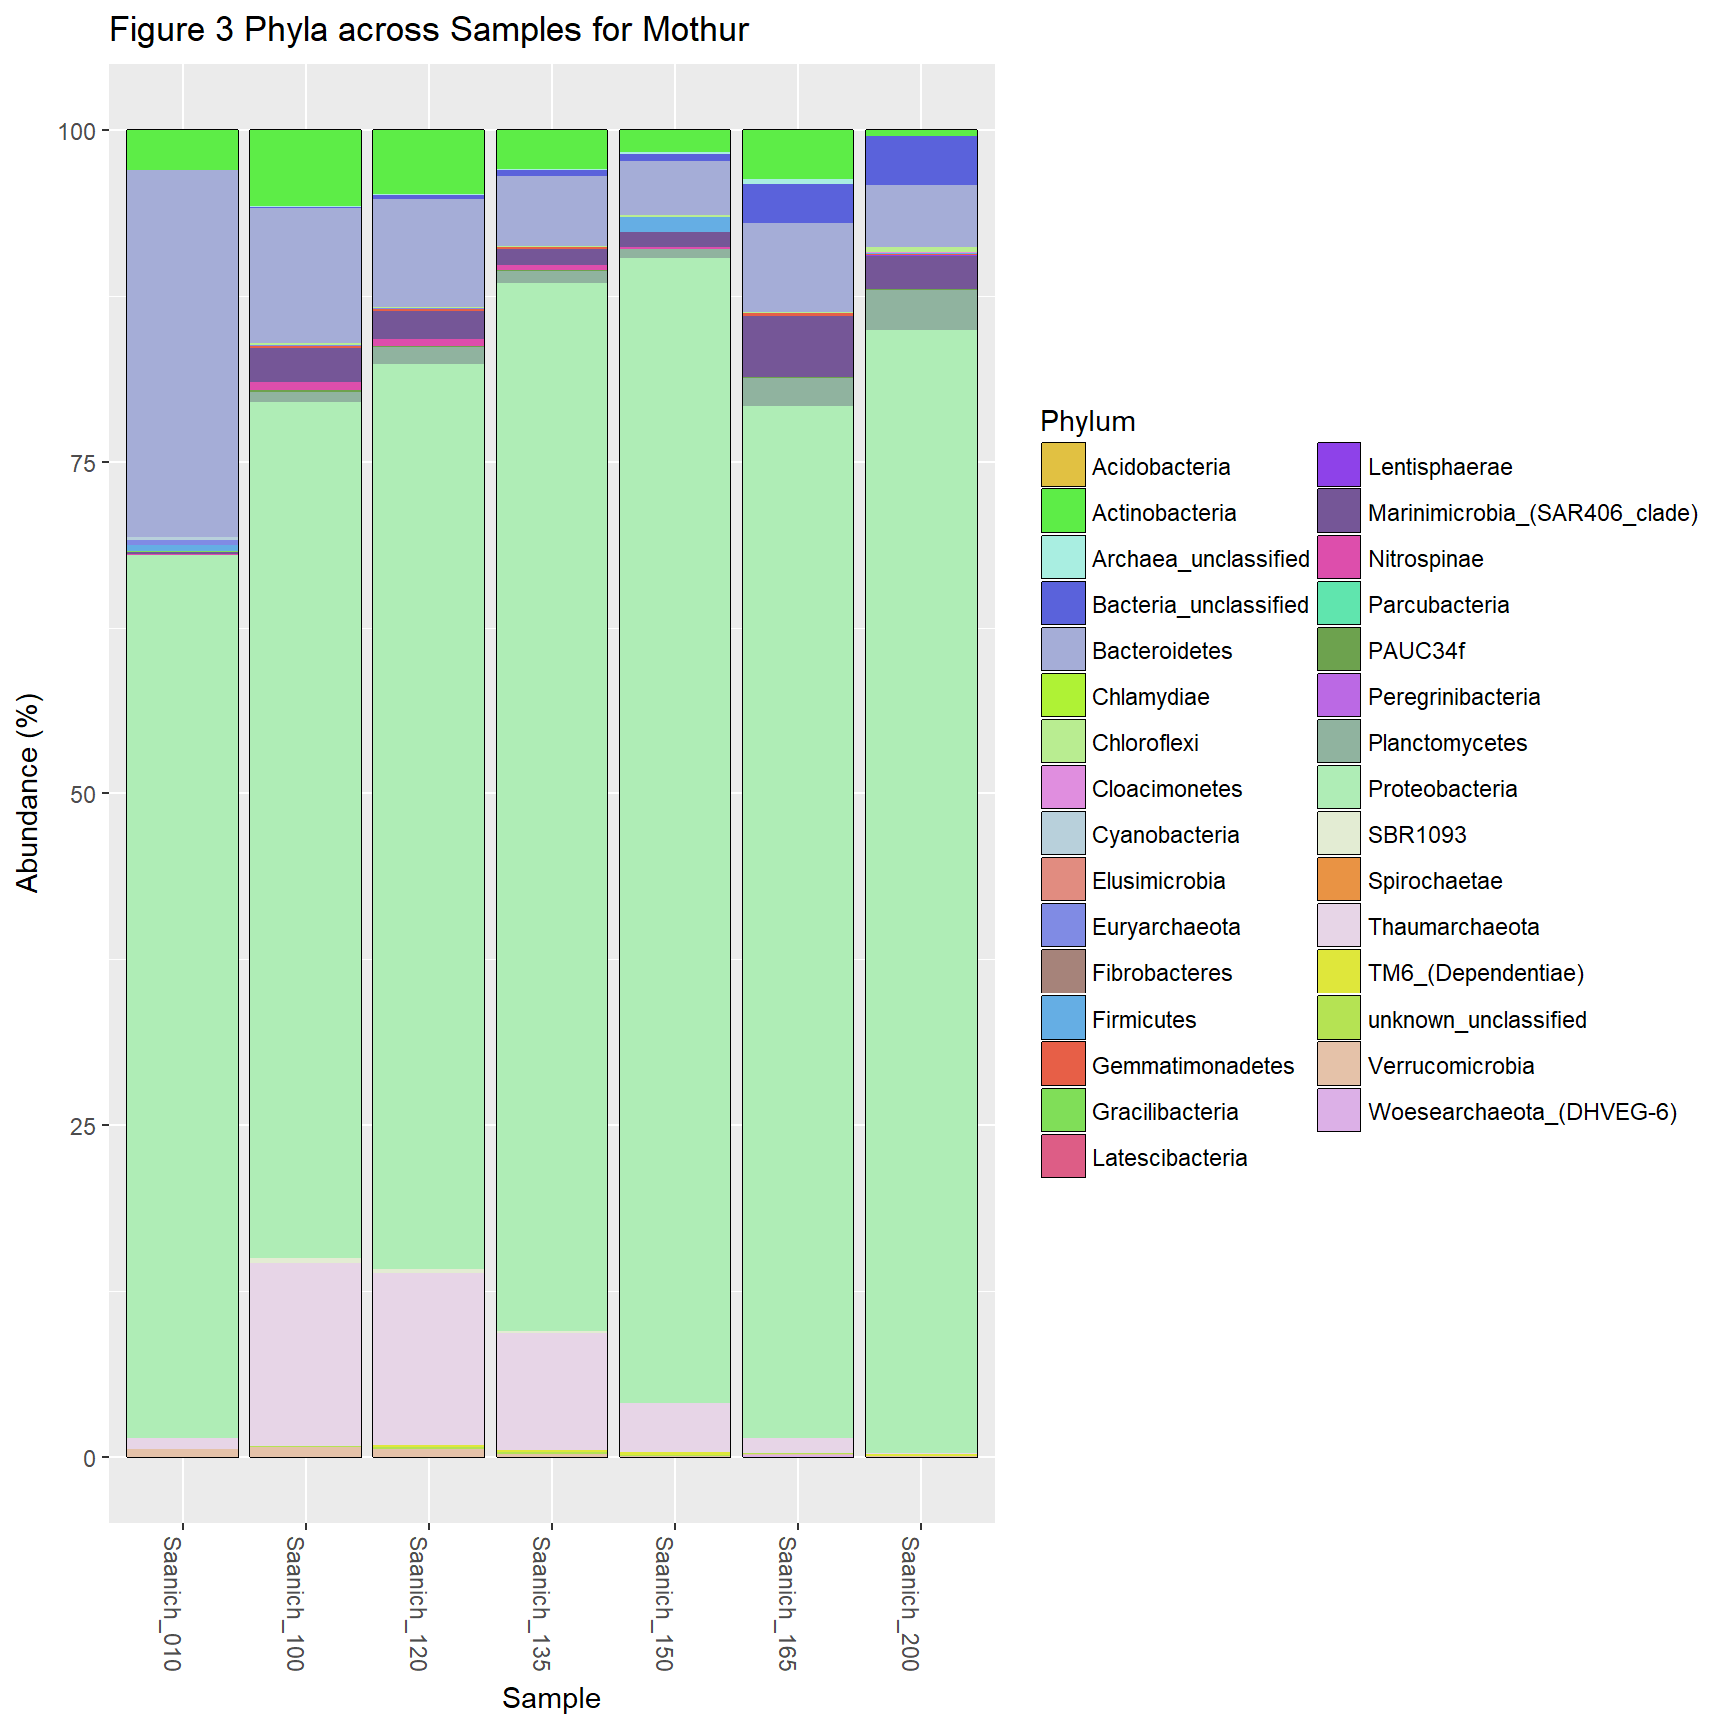 Figure 3 Phyla across Samples for Mothur
Abundance (%)
100
75
50
25
0
Saanich_010
Saanich_100
Saanich_120
Saanich_135
Saanich_150
Saanich_165
Saanich_200
Sample
Phylum
Acidobacteria
Actinobacteria
Archaea_unclassified
Bacteria_unclassified
Bacteroidetes
Chlamydiae
Chloroflexi
Cloacimonetes
Cyanobacteria
Elusimicrobia
Euryarchaeota
Fibrobacteres
Firmicutes
Gemmatimonadetes
Gracilibacteria
Latescibacteria
Lentisphaerae
Marinimicrobia_(SAR406_clade)
Nitrospinae
Parcubacteria
PAUC34f
Peregrinibacteria
Planctomycetes
Proteobacteria
SBR1093
Spirochaetae
Thaumarchaeota
TM6_(Dependentiae)
unknown_unclassified
Verrucomicrobia
Woesearchaeota_(DHVEG-6)